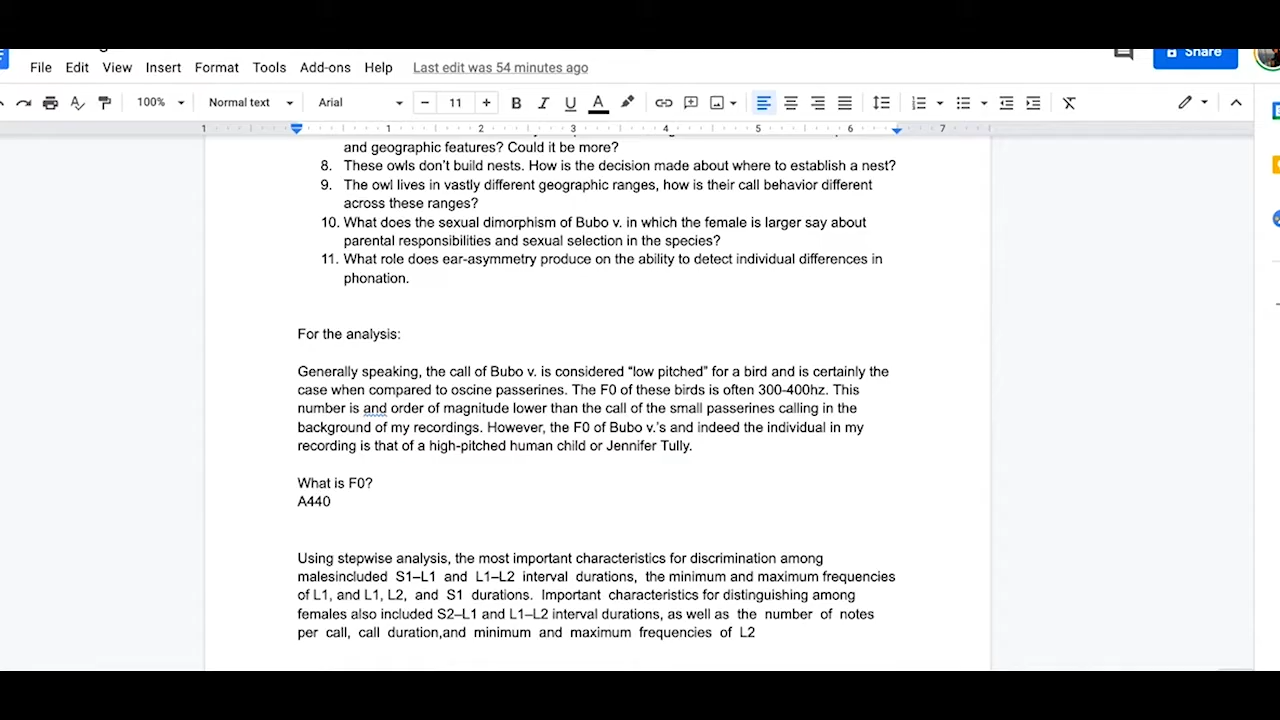 Share
File Edit View Insert Format Tools Add-ons Help Last edit was 54 minutes ago
100% Normal text Arial − 11 + B I U A
1 1 2 3 4 5 6 7
and geographic features? Could it be more?
8. These owls don't build nests. How is the decision made about where to establish a nest?
9. The owl lives in vastly different geographic ranges, how is their call behavior different
across these ranges?
10. What does the sexual dimorphism of Bubo v. in which the female is larger say about
parental responsibilities and sexual selection in the species?
11. What role does ear-asymmetry produce on the ability to detect individual differences in
phonation.
For the analysis:
Generally speaking, the call of Bubo v. is considered “low pitched” for a bird and is certainly the
case when compared to oscine passerines. The F0 of these birds is often 300-400hz. This
number is and order of magnitude lower than the call of the small passerines calling in the
background of my recordings. However, the F0 of Bubo v.'s and indeed the individual in my
recording is that of a high-pitched human child or Jennifer Tully.
What is F0?
A440
Using stepwise analysis, the most important characteristics for discrimination among
malesincluded S1–L1 and L1–L2 interval durations, the minimum and maximum frequencies
of L1, and L1, L2, and S1 durations. Important characteristics for distinguishing among
females also included S2–L1 and L1–L2 interval durations, as well as the number of notes
per call, call duration,and minimum and maximum frequencies of L2